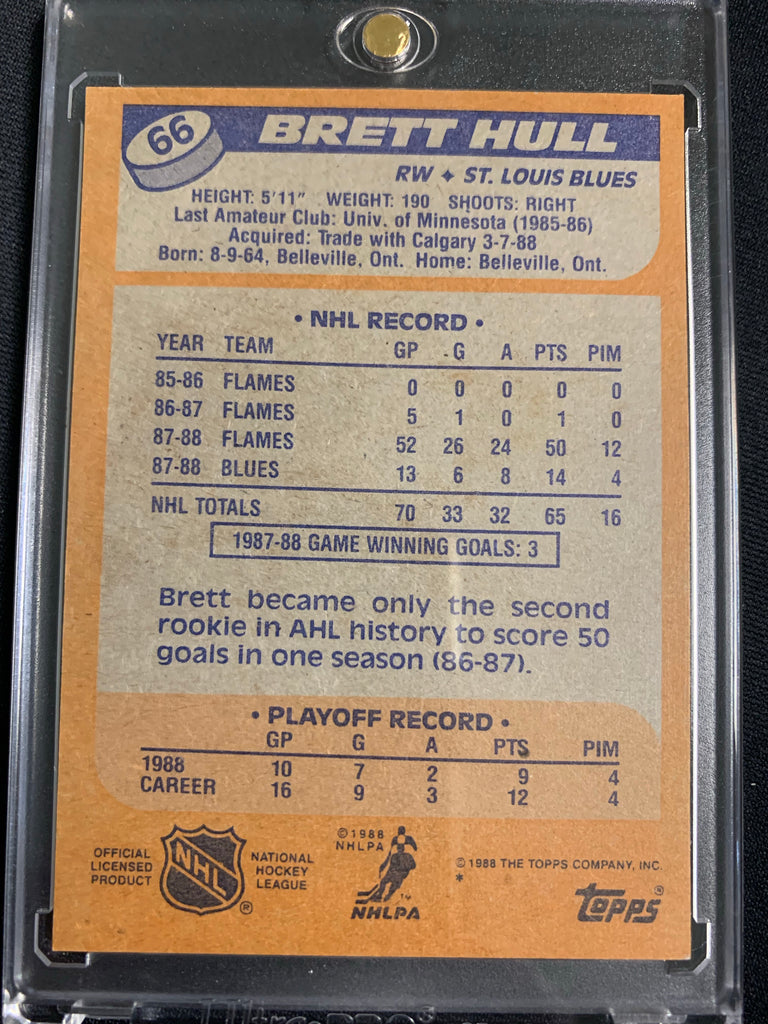 66
BRETT HULL
RW ✦ ST. LOUIS BLUES
HEIGHT: 5'11" WEIGHT: 190 SHOOTS: RIGHT
Last Amateur Club: Univ. of Minnesota (1985-86)
Acquired: Trade with Calgary 3-7-88
Born: 8-9-64, Belleville, Ont. Home: Belleville, Ont.
• NHL RECORD •
YEAR TEAM GP G A PTS PIM
85-86 FLAMES 0 0 0 0 0
86-87 FLAMES 5 1 0 1 0
87-88 FLAMES 52 26 24 50 12
87-88 BLUES 13 6 8 14 4
NHL TOTALS 70 33 32 65 16
1987-88 GAME WINNING GOALS: 3
Brett became only the second
rookie in AHL history to score 50
goals in one season (86-87).
• PLAYOFF RECORD •
GP G A PTS PIM
1988 10 7 2 9 4
CAREER 16 9 3 12 4
OFFICIAL
LICENSED
PRODUCT
NHL
®
NATIONAL
HOCKEY
LEAGUE
© 1988
NHLPA
TM
NHLPA
© 1988 THE TOPPS COMPANY, INC.
*
topps®